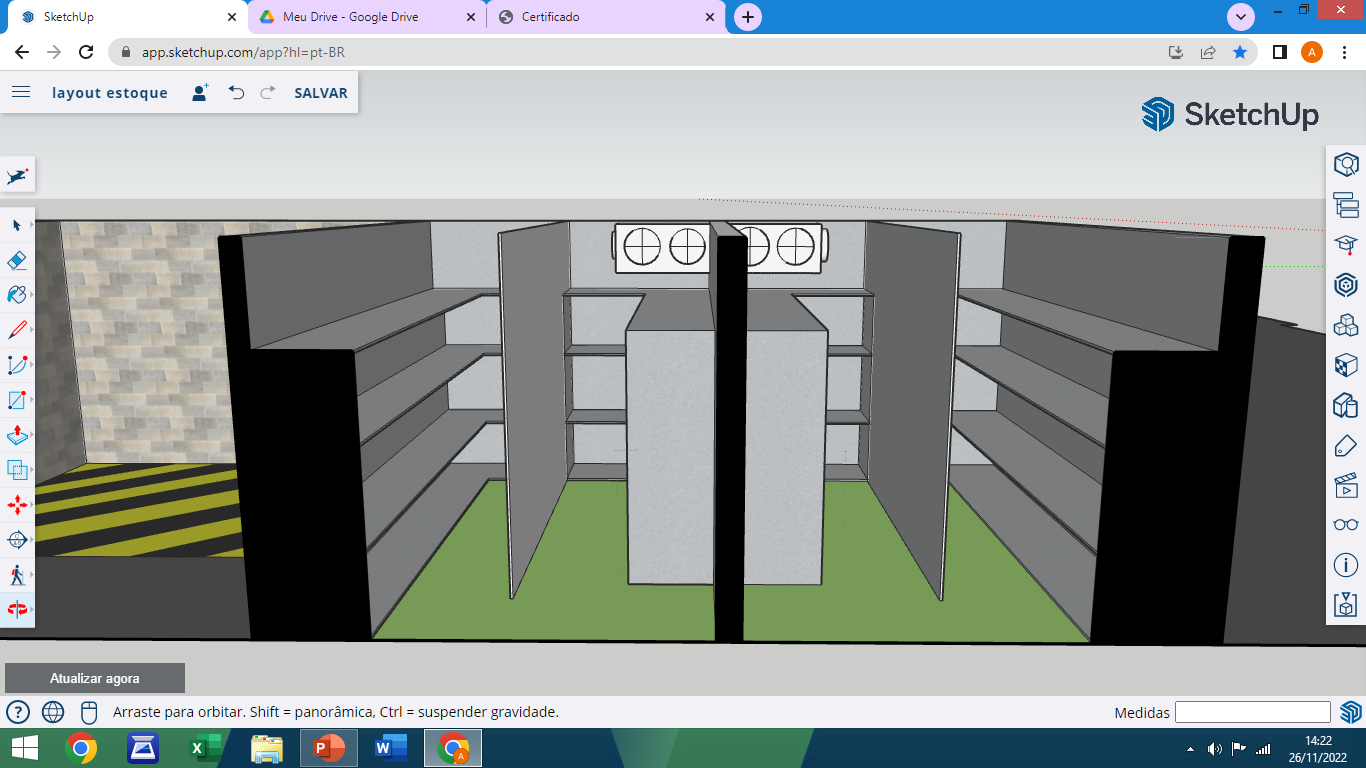 SketchUp
Meu Drive - Google Drive
Certificado
app.sketchup.com/app?hl=pt-BR
A
layout estoque
SALVAR
SketchUp
Atualizar agora
Arraste para orbitar. Shift = panorâmica, Ctrl = suspender gravidade.
Medidas
14:22
26/11/2022